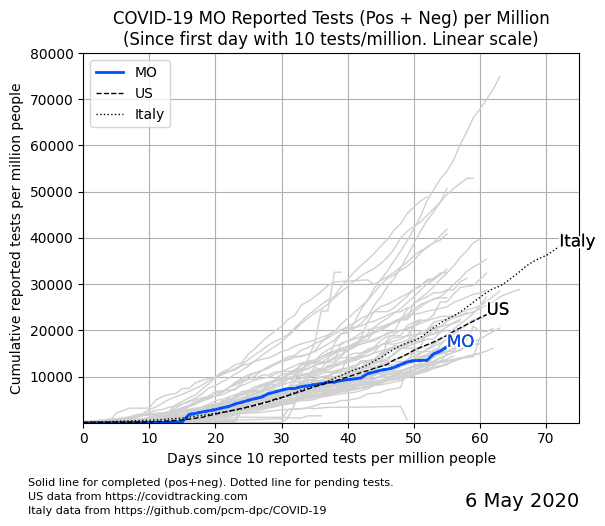 COVID-19 MO Reported Tests (Pos + Neg) per Million
(Since first day with 10 tests/million. Linear scale)
Cumulative reported tests per million people
80000
70000
60000
50000
40000
30000
20000
10000
MO
US
Italy
Italy
US
MO
0 10 20 30 40 50 60 70
Days since 10 reported tests per million people
Solid line for completed (pos+neg). Dotted line for pending tests.
US data from https://covidtracking.com
Italy data from https://github.com/pcm-dpc/COVID-19
6 May 2020